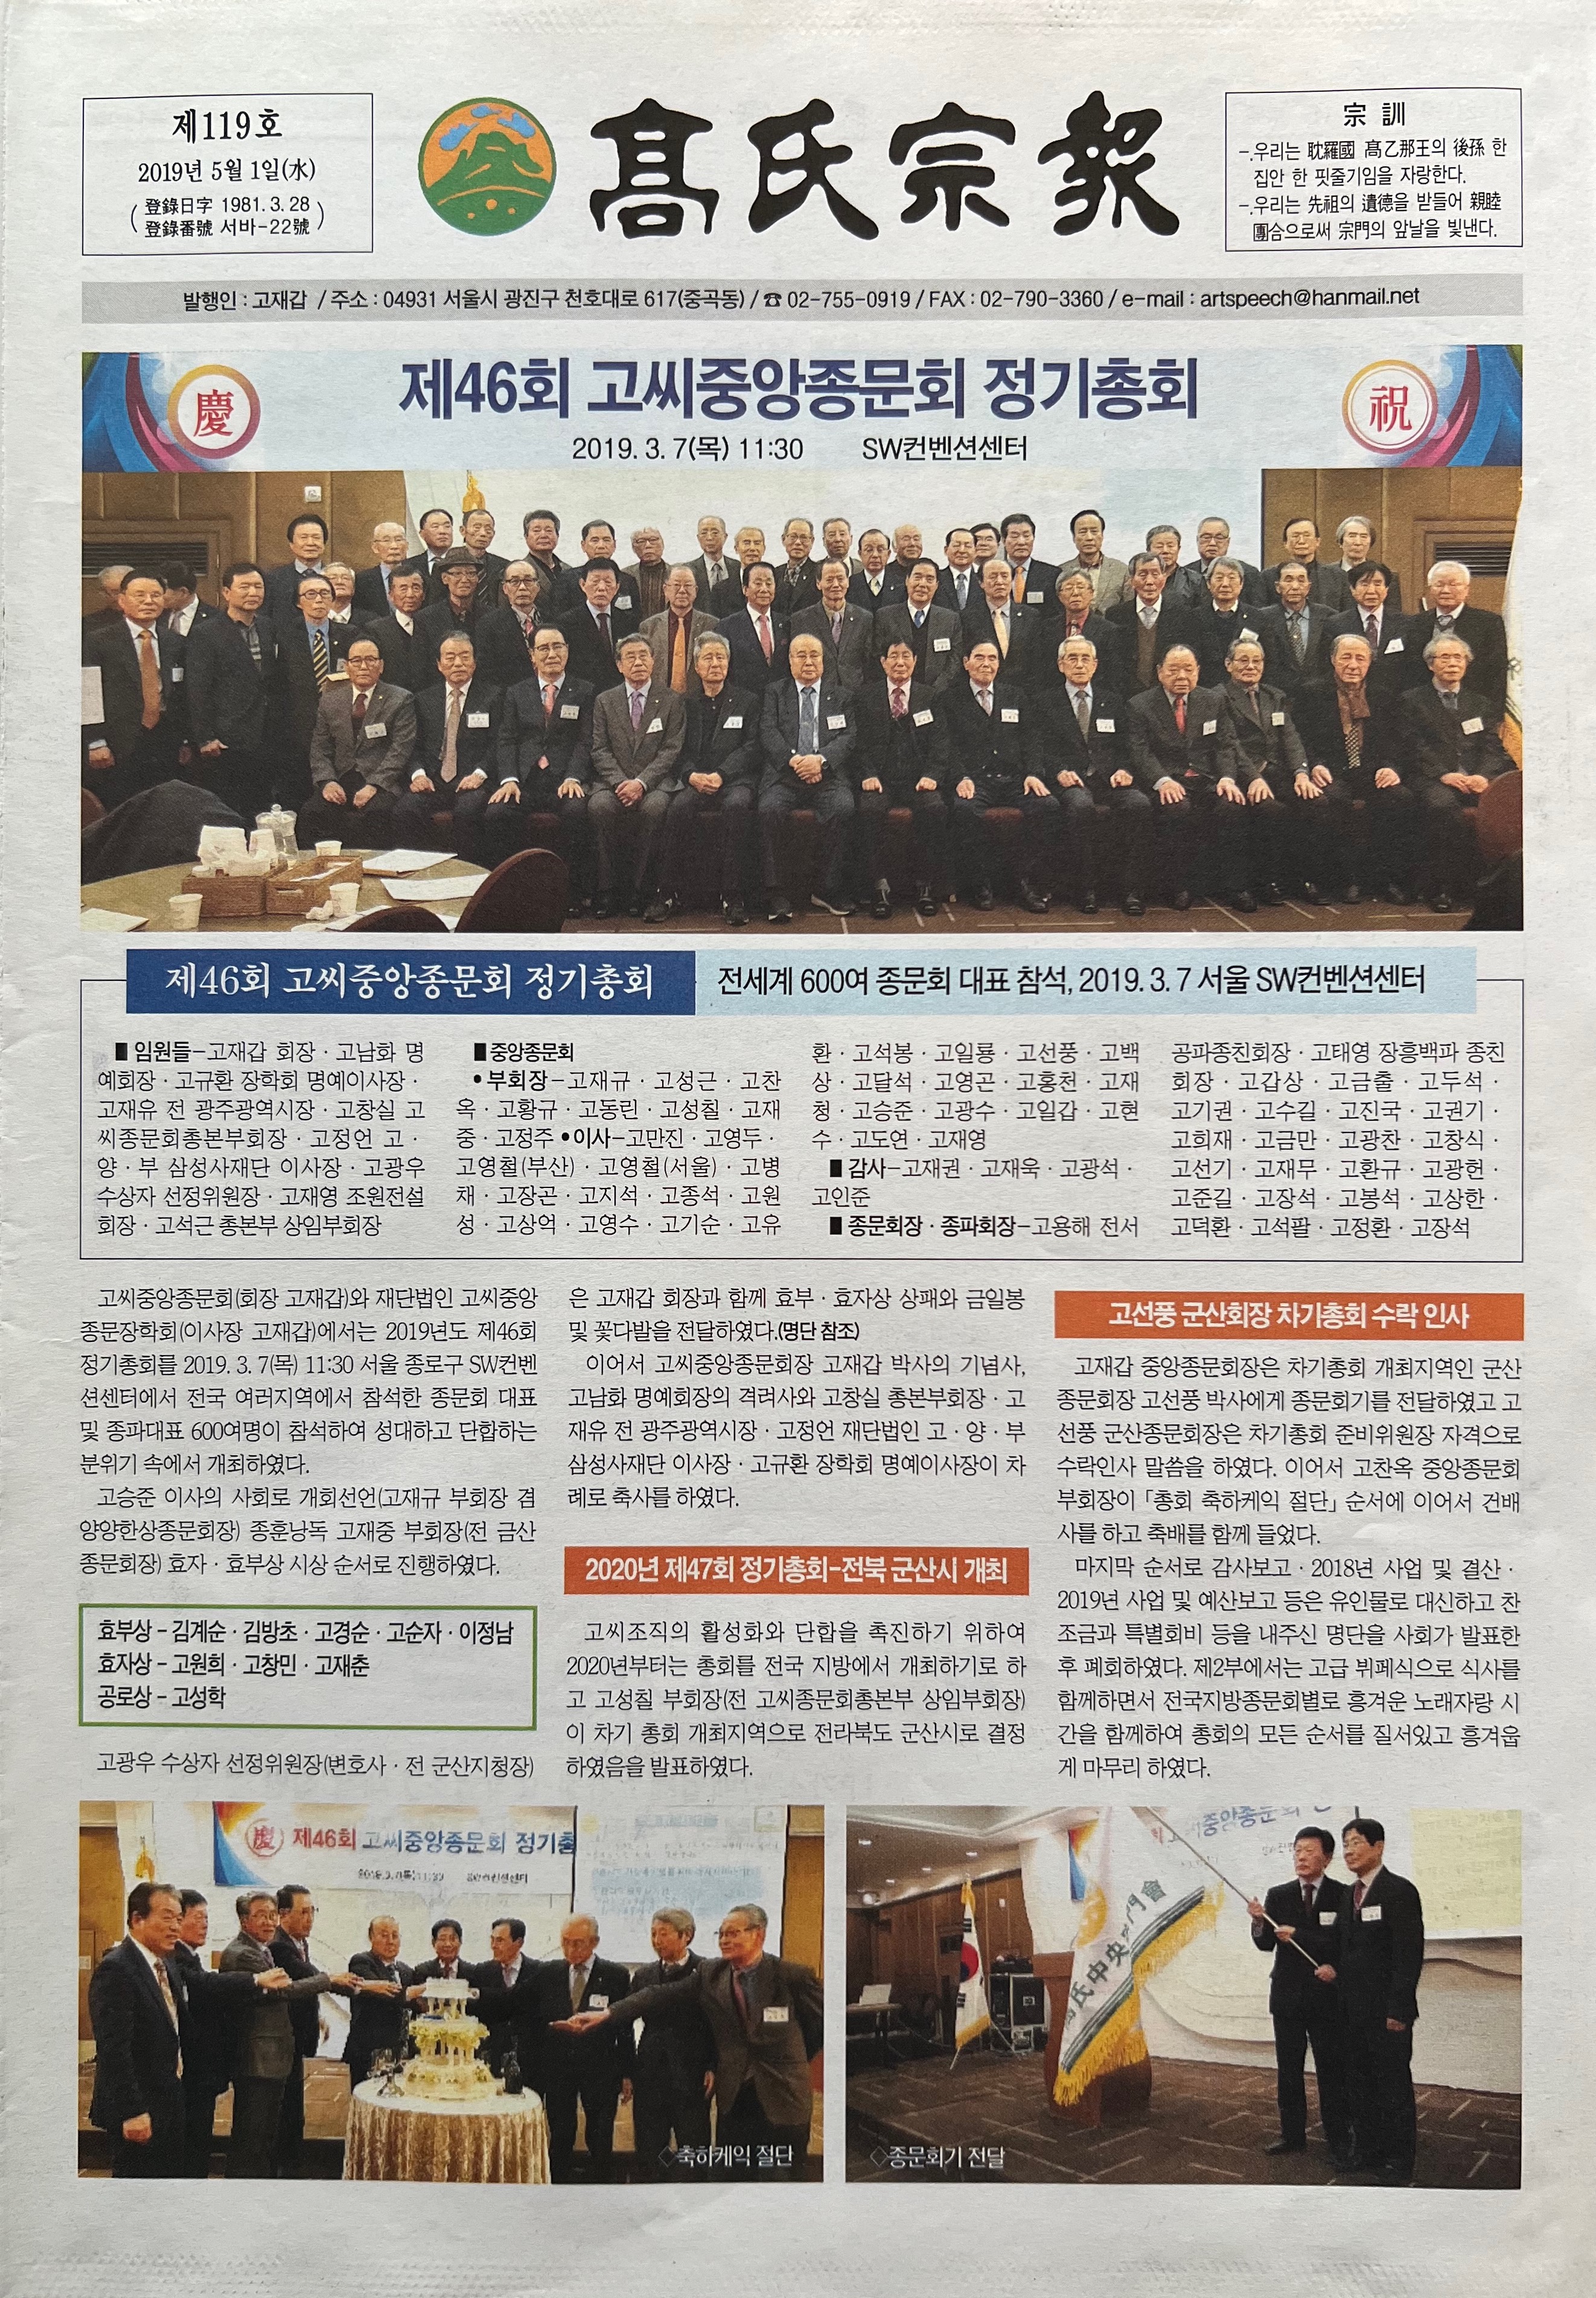 제119호
2019년 5월 1일(水)
登錄日字 1981. 3. 28
登錄番號 서바-22號
髙氏宗報
宗 訓
-.우리는 耽羅國 髙乙那王의 後孫 한
집안 한 핏줄기임을 자랑한다.
-.우리는 先祖의 遺德을 받들어 親睦
團合으로써 宗門의 앞날을 빛낸다.
발행인 : 고재갑 / 주소 : 04931 서울시 광진구 천호대로 617(중곡동) / ☎ 02-755-0919 / FAX : 02-790-3360 / e-mail : artspeech@hanmail.net
慶
제46회 고씨중앙종문회 정기총회
祝
2019. 3. 7(목) 11:30 SW컨벤션센터
제46회 고씨중앙종문회 정기총회
전세계 600여 종문회 대표 참석, 2019. 3. 7 서울 SW컨벤션센터
■ 임원들-고재갑 회장 · 고남화 명
예회장 · 고규환 장학회 명예이사장 ·
고재유 전 광주광역시장 · 고창실 고
씨종문회총본부회장 · 고정언 고 ·
양 · 부 삼성사재단 이사장 · 고광우
수상자 선정위원장 · 고재영 조원전설
회장 · 고석근 총본부 상임부회장
■ 중앙종문회
• 부회장-고재규 · 고성근 · 고찬
옥 · 고황규 · 고동린 · 고성칠 · 고재
중 · 고정주 • 이사-고만진 · 고영두 ·
고영철(부산) · 고영철(서울) · 고병
채 · 고장곤 · 고지석 · 고종석 · 고원
성 · 고상억 · 고영수 · 고기순 · 고유
환 · 고석봉 · 고일룡 · 고선풍 · 고백
상 · 고달석 · 고영곤 · 고홍천 · 고재
청 · 고승준 · 고광수 · 고일갑 · 고현
수 · 고도연 · 고재영
■ 감사-고재권 · 고재욱 · 고광석 ·
고인준
■ 종문회장 · 종파회장-고용해 전서
공파종친회장 · 고태영 장흥백파 종친
회장 · 고갑상 · 고금출 · 고두석 ·
고기권 · 고수길 · 고진국 · 고권기 ·
고희재 · 고금만 · 고광찬 · 고창식 ·
고선기 · 고재무 · 고환규 · 고광헌 ·
고준길 · 고장석 · 고봉석 · 고상한 ·
고덕환 · 고석팔 · 고정환 · 고장석
고씨중앙종문회(회장 고재갑)와 재단법인 고씨중앙
종문장학회(이사장 고재갑)에서는 2019년도 제46회
정기총회를 2019. 3. 7(목) 11:30 서울 종로구 SW컨벤
션센터에서 전국 여러지역에서 참석한 종문회 대표
및 종파대표 600여명이 참석하여 성대하고 단합하는
분위기 속에서 개최하였다.
고승준 이사의 사회로 개회선언(고재규 부회장 겸
양양한상종문회장) 종훈낭독 고재중 부회장(전 금산
종문회장) 효자 · 효부상 시상 순서로 진행하였다.
효부상 - 김계순 · 김방초 · 고경순 · 고순자 · 이정남
효자상 - 고원희 · 고창민 · 고재춘
공로상 - 고성학
고광우 수상자 선정위원장(변호사 · 전 군산지청장)
은 고재갑 회장과 함께 효부 · 효자상 상패와 금일봉
및 꽃다발을 전달하였다.(명단 참조)
이어서 고씨중앙종문회장 고재갑 박사의 기념사,
고남화 명예회장의 격려사와 고창실 총본부회장 · 고
재유 전 광주광역시장 · 고정언 재단법인 고 · 양 · 부
삼성사재단 이사장 · 고규환 장학회 명예이사장이 차
례로 축사를 하였다.
2020년 제47회 정기총회-전북 군산시 개최
고씨조직의 활성화와 단합을 촉진하기 위하여
2020년부터는 총회를 전국 지방에서 개최하기로 하
고 고성칠 부회장(전 고씨종문회총본부 상임부회장)
이 차기 총회 개최지역으로 전라북도 군산시로 결정
하였음을 발표하였다.
고선풍 군산회장 차기총회 수락 인사
고재갑 중앙종문회장은 차기총회 개최지역인 군산
종문회장 고선풍 박사에게 종문회기를 전달하였고 고
선풍 군산종문회장은 차기총회 준비위원장 자격으로
수락인사 말씀을 하였다. 이어서 고찬옥 중앙종문회
부회장이 「총회 축하케익 절단」 순서에 이어서 건배
사를 하고 축배를 함께 들었다.
마지막 순서로 감사보고 · 2018년 사업 및 결산 ·
2019년 사업 및 예산보고 등은 유인물로 대신하고 찬
조금과 특별회비 등을 내주신 명단을 사회가 발표한
후 폐회하였다. 제2부에서는 고급 뷔페식으로 식사를
함께하면서 전국지방종문회별로 흥겨운 노래자랑 시
간을 함께하여 총회의 모든 순서를 질서있고 흥겨웁
게 마무리 하였다.
慶 제46회 고씨중앙종문회 정기총
2019.3.7(목) 11:30 SW컨벤션센터
◇축하케익 절단
중앙종문회
氏中央 門會
◇종문회기 전달